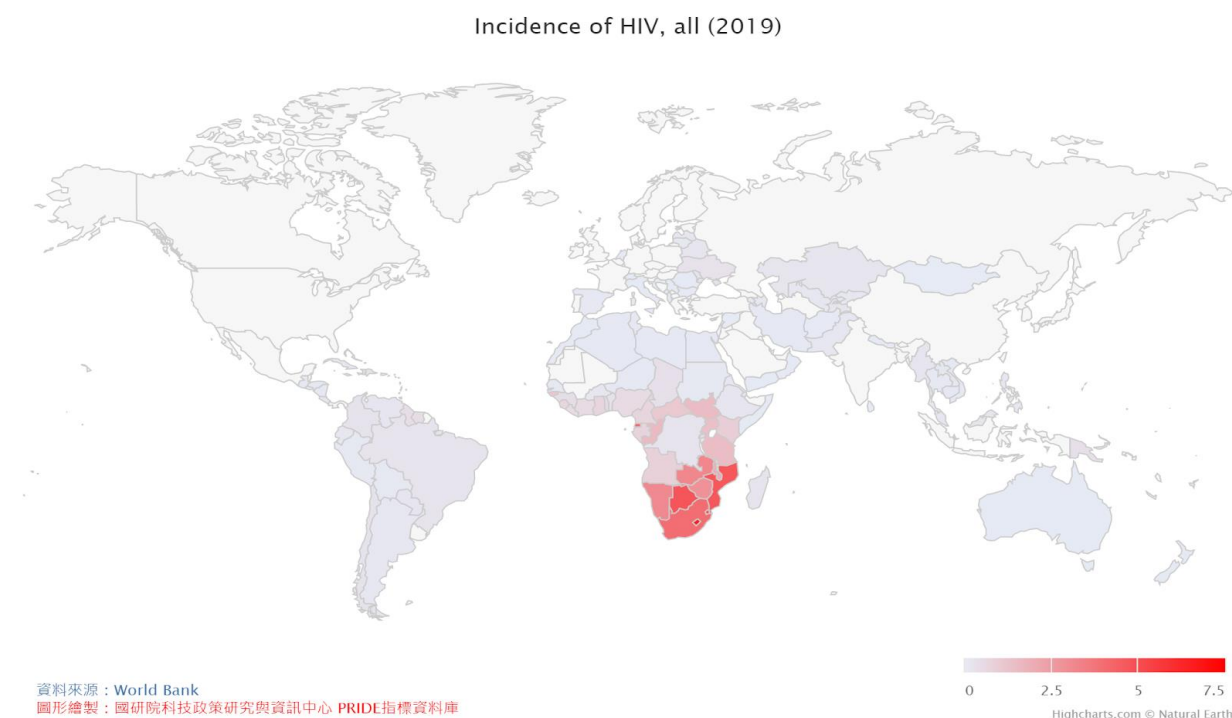 Incidence of HIV, all (2019)
資料來源：World Bank
圖形繪製：國研院科技政策研究與資訊中心 PRIDE指標資料庫
0 2.5 5 7.5
Highcharts.com © Natural Earth